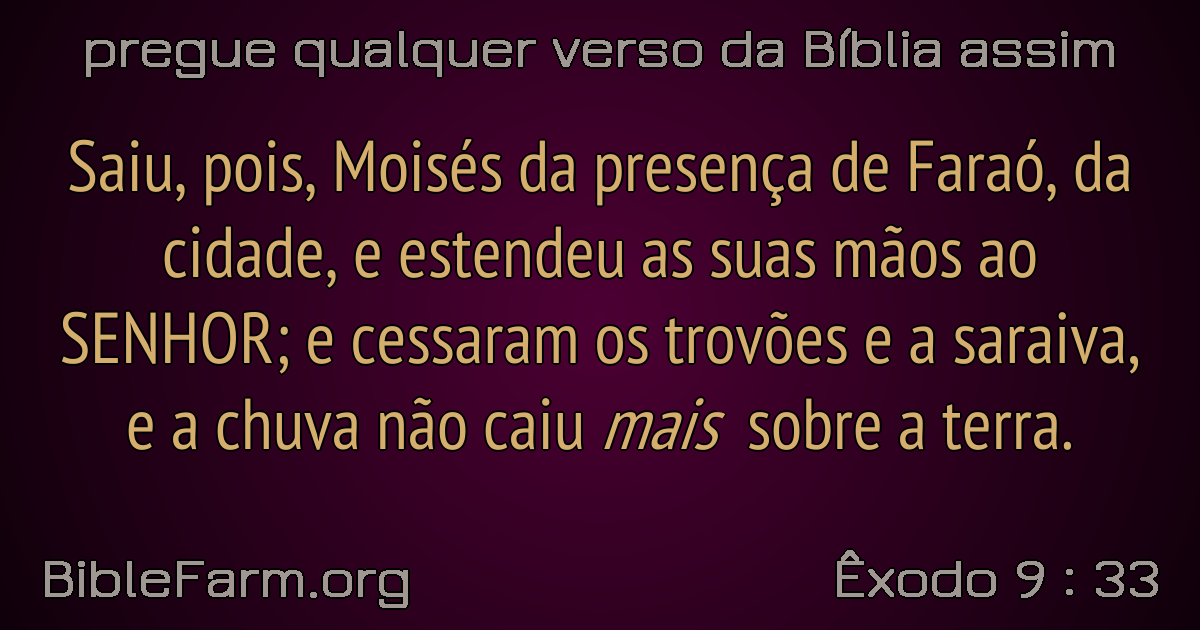 pregue qualquer verso da Bíblia assim
Saiu, pois, Moisés da presença de Faraó, da
cidade, e estendeu as suas mãos ao
SENHOR; e cessaram os trovões e a saraiva,
e a chuva não caiu mais sobre a terra.
BibleFarm.org
Êxodo 9 : 33